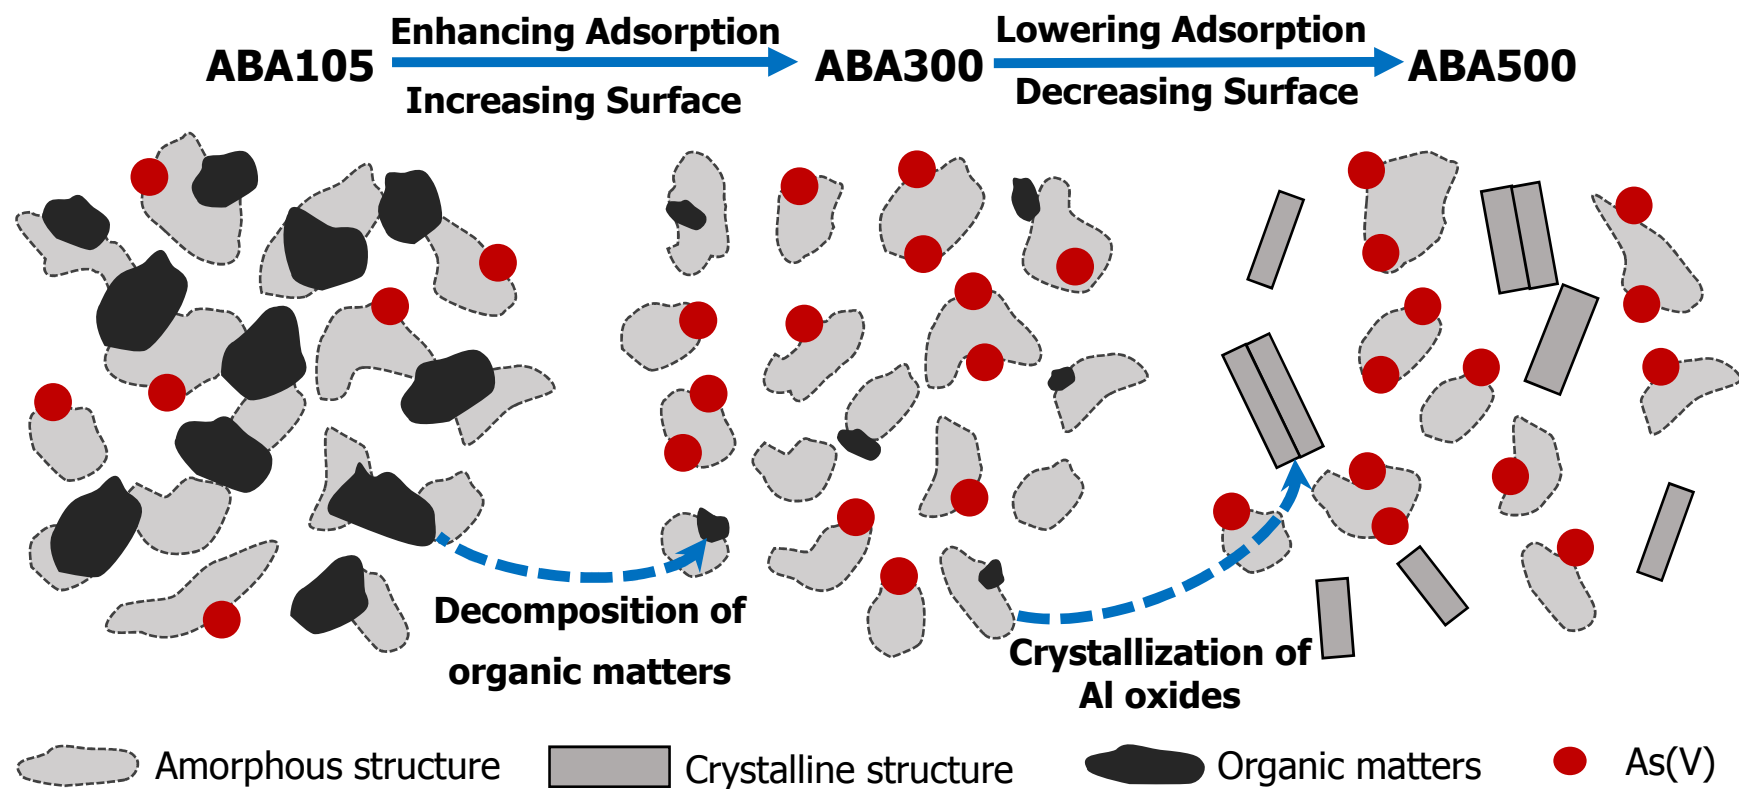 ABA105
Enhancing Adsorption
Increasing Surface
ABA300
Lowering Adsorption
Decreasing Surface
ABA500
Decomposition of
organic matters
Crystallization of
Al oxides
Amorphous structure
Crystalline structure
Organic matters
As(V)